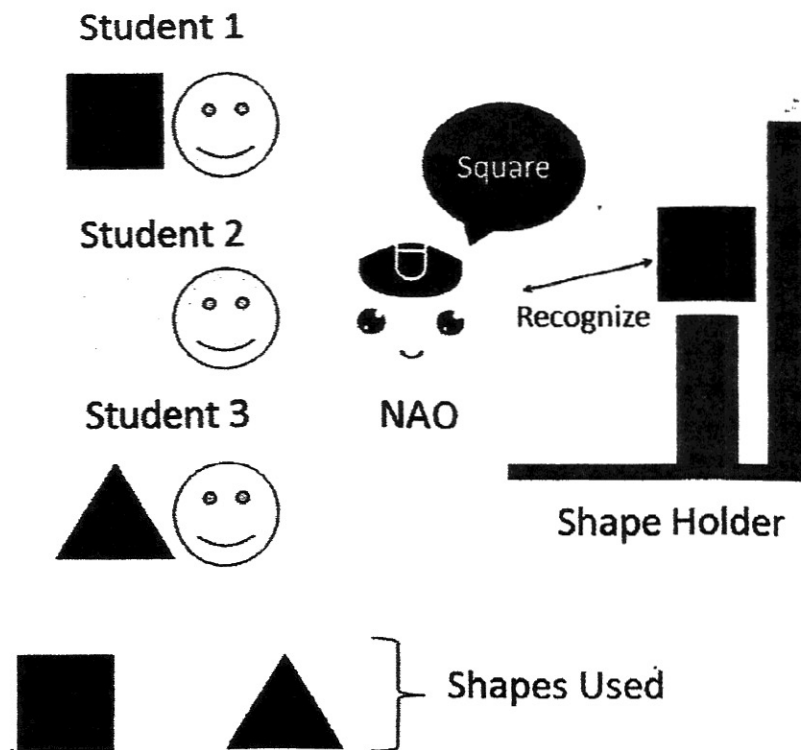 Student 1
Square
Student 2
Recognize
Student 3
NAO
Shape Holder
Shapes Used